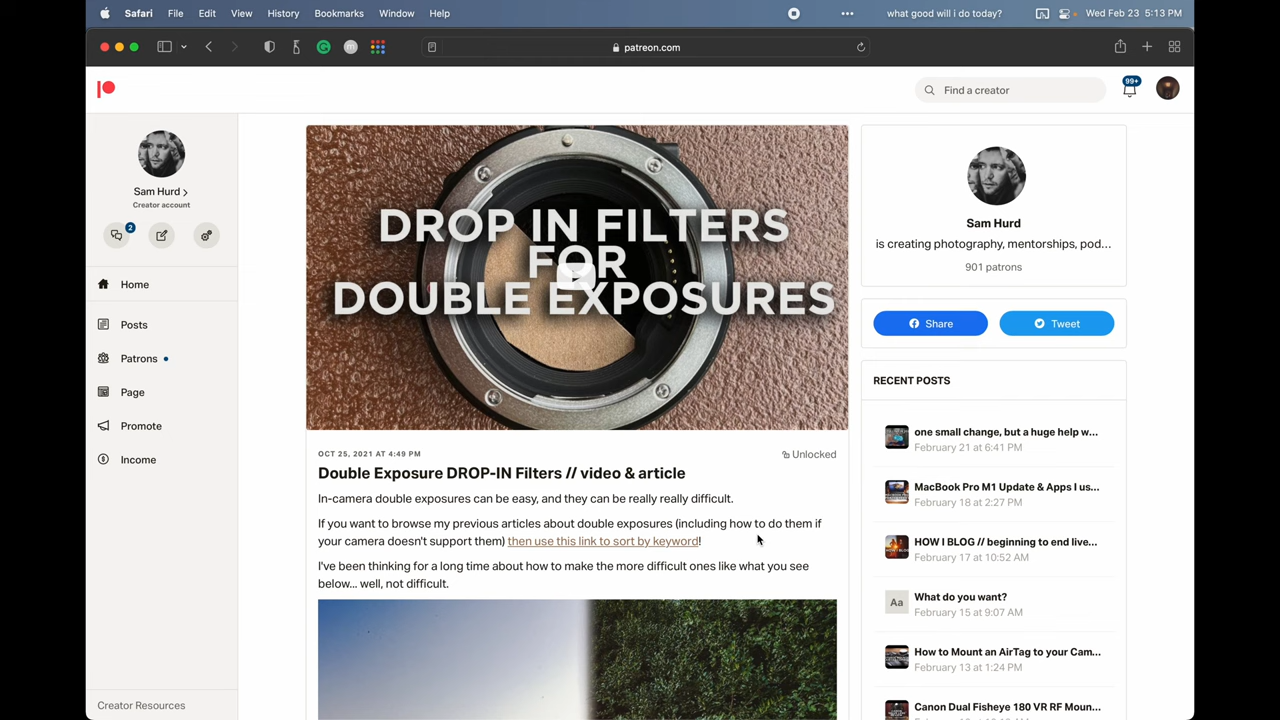 Safari File Edit View History Bookmarks Window Help what good will i do today? Wed Feb 23 5:13 PM
patreon.com
Find a creator
99+
Sam Hurd
Creator account
2
Home
Posts
Patrons
Page
Promote
Income
Creator Resources
DROP IN FILTERS
FOR
DOUBLE EXPOSURES
OCT 25, 2021 AT 4:49 PM
Unlocked
Double Exposure DROP-IN Filters // video & article
In-camera double exposures can be easy, and they can be really really difficult.
If you want to browse my previous articles about double exposures (including how to do them if
your camera doesn't support them) then use this link to sort by keyword!
I've been thinking for a long time about how to make the more difficult ones like what you see
below... well, not difficult.
Sam Hurd
is creating photography, mentorships, pod...
901 patrons
Share
Tweet
RECENT POSTS
one small change, but a huge help w...
February 21 at 6:41 PM
MacBook Pro M1 Update & Apps I us...
February 18 at 2:27 PM
HOW I BLOG // beginning to end live...
February 17 at 10:52 AM
Aa
What do you want?
February 15 at 9:07 AM
How to Mount an AirTag to your Cam...
February 13 at 1:24 PM
Canon Dual Fisheye 180 VR RF Moun...